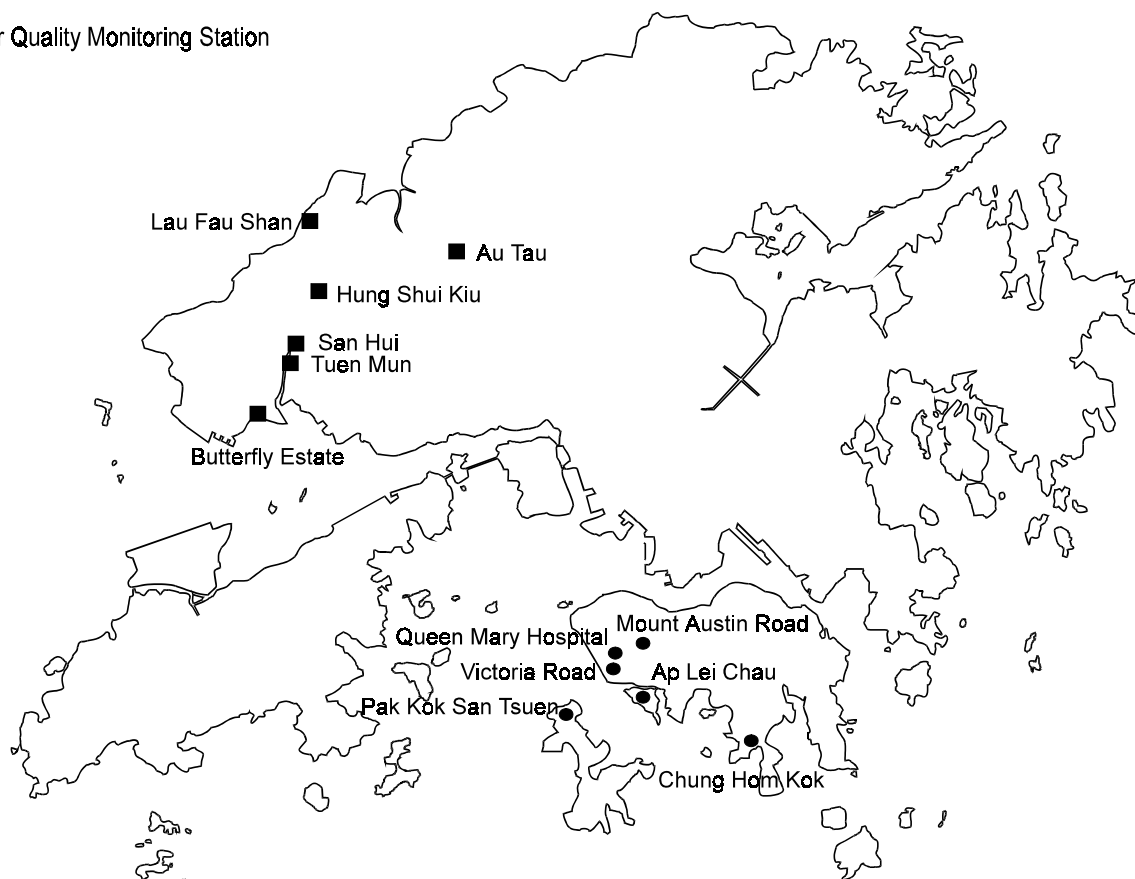 r Quality Monitoring Station
Lau Fau Shan
Au Tau
Hung Shui Kiu
San Hui
Tuen Mun
Butterfly Estate
Mount Austin Road
Queen Mary Hospital
Victoria Road
Ap Lei Chau
Pak Kok San Tsuen
Chung Hom Kok